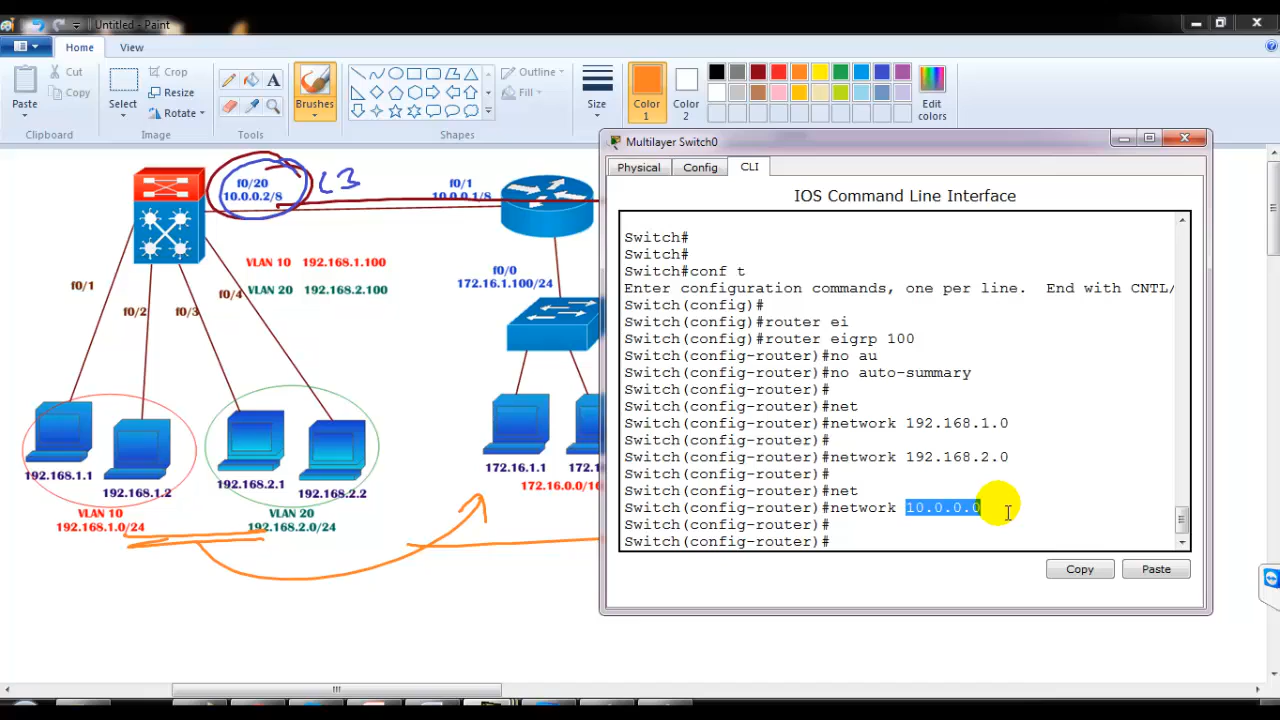 Untitled - Paint
Home
View
Paste
Cut
Copy
Clipboard
Select
Crop
Resize
Rotate
Image
Tools
Brushes
Shapes
Outline
Fill
Size
Color 1
Color 2
Edit colors
Colors
f0/20
10.0.0.2/8
L3
f0/1
10.0.0.1/8
VLAN 10 192.168.1.100
VLAN 20 192.168.2.100
f0/0
172.16.1.100/24
f0/1
f0/2
f0/3
f0/4
192.168.1.1
192.168.1.2
192.168.2.1
192.168.2.2
172.16.1.1
172.1
172.16.0.0/16
VLAN 10
192.168.1.0/24
VLAN 20
192.168.2.0/24
Multilayer Switch0
Physical
Config
CLI
IOS Command Line Interface
Switch#
Switch#
Switch#conf t
Enter configuration commands, one per line. End with CNTL/
Switch(config)#
Switch(config)#router ei
Switch(config)#router eigrp 100
Switch(config-router)#no au
Switch(config-router)#no auto-summary
Switch(config-router)#
Switch(config-router)#net
Switch(config-router)#network 192.168.1.0
Switch(config-router)#
Switch(config-router)#network 192.168.2.0
Switch(config-router)#
Switch(config-router)#net
Switch(config-router)#network 10.0.0.0
Switch(config-router)#
Switch(config-router)#
Copy
Paste